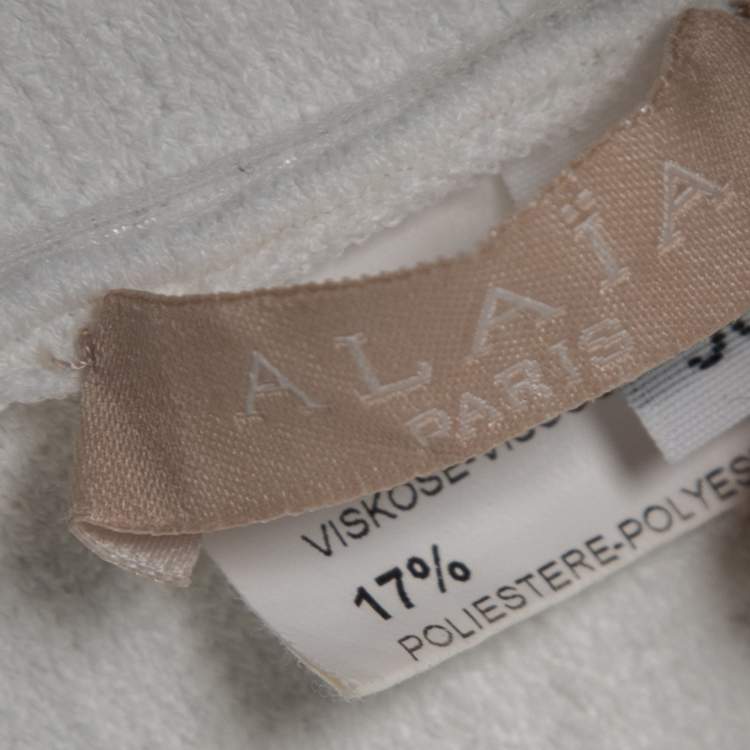 ALAÏA
PARIS
VISKOSE-
17%
POLIESTERE-POLYES